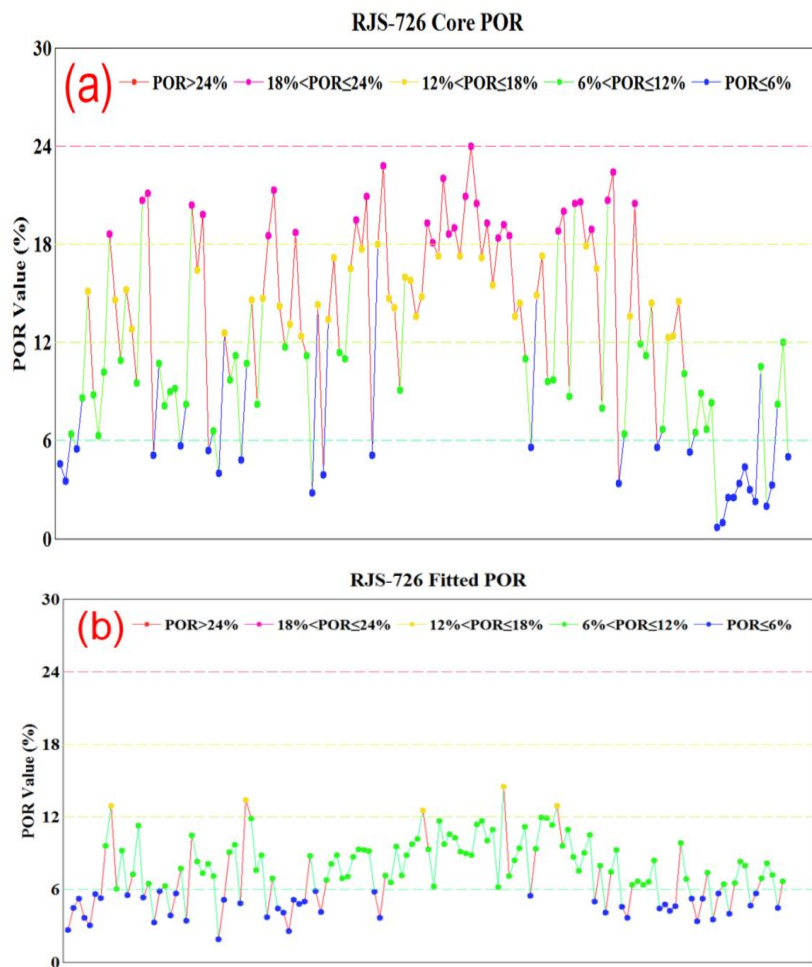 RJS-726 Core POR
(a)
POR>24% 18%<POR≤24% 12%<POR≤18% 6%<POR≤12% POR≤6%
POR Value (%)
30
24
18
12
6
0
RJS-726 Fitted POR
(b)
POR>24% 18%<POR≤24% 12%<POR≤18% 6%<POR≤12% POR≤6%
POR Value (%)
30
24
18
12
6
0